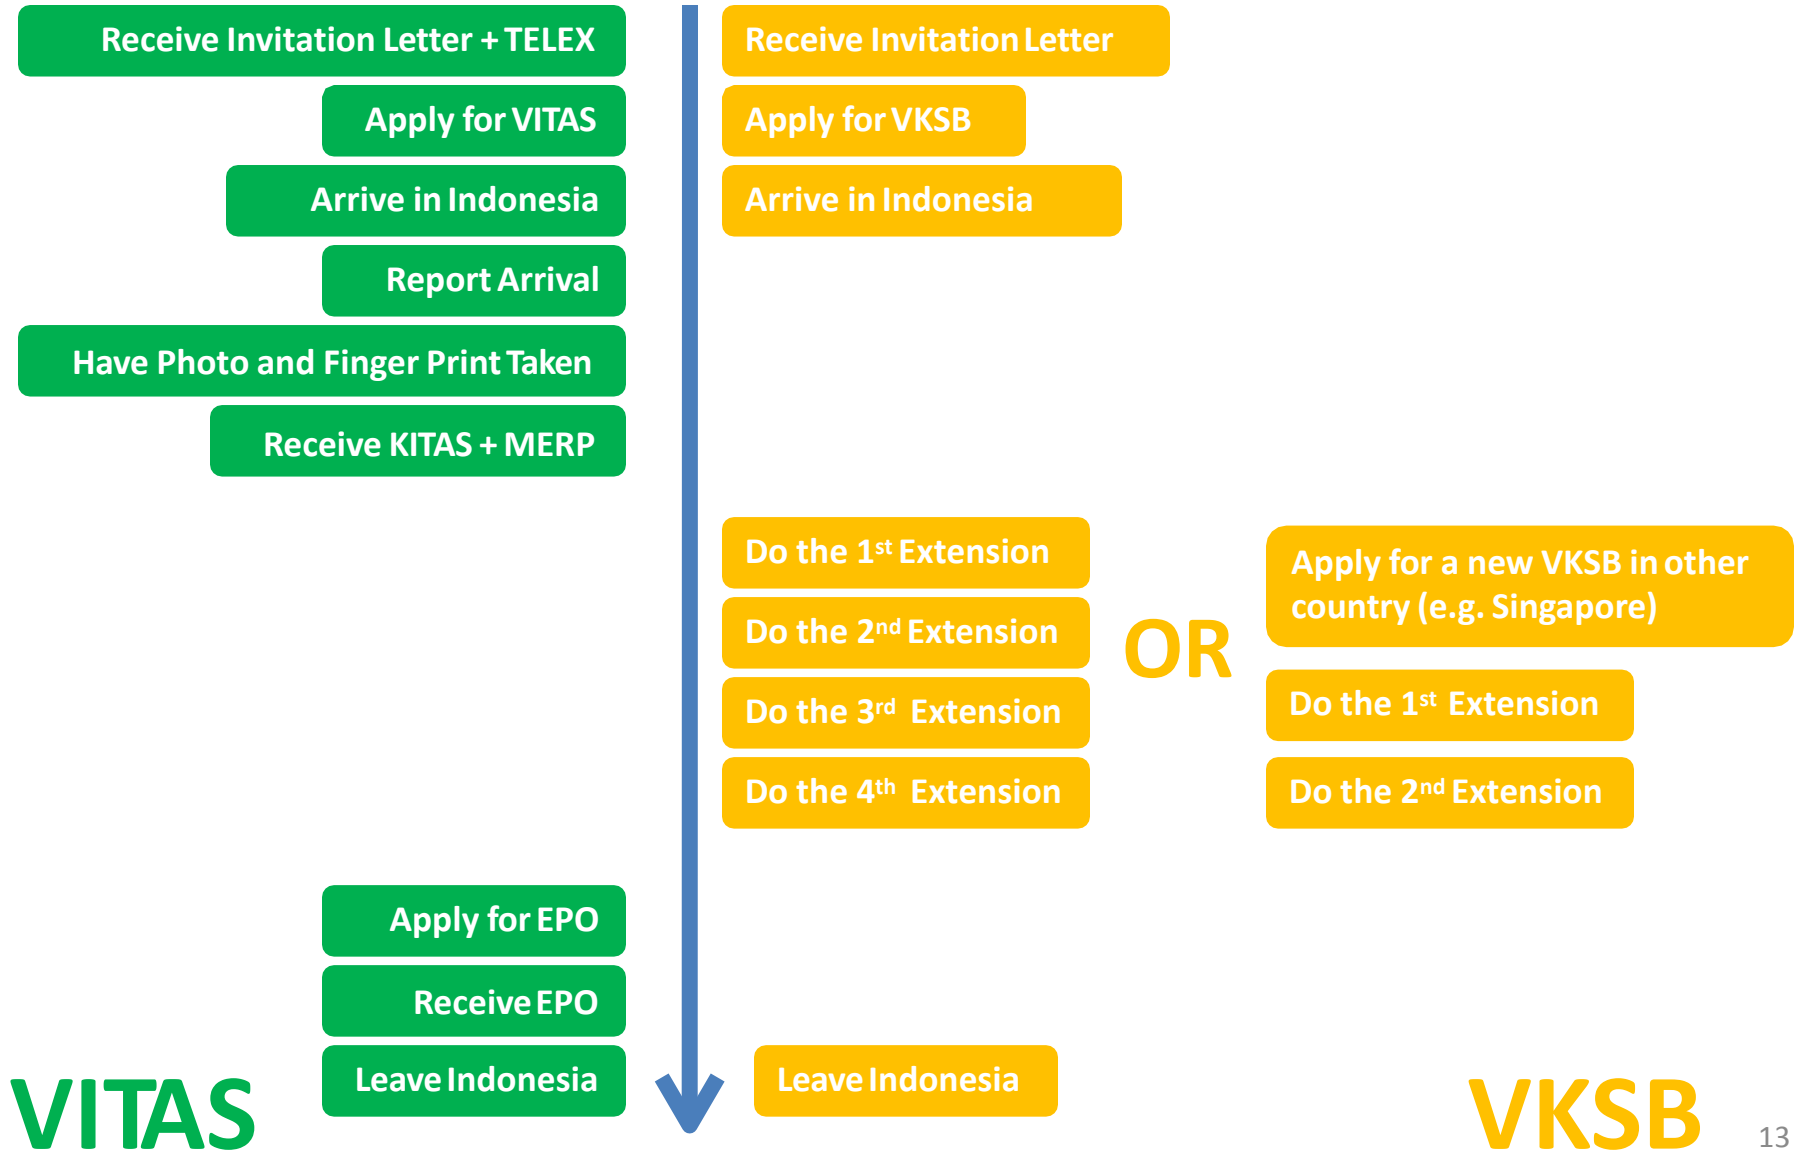 Receive Invitation Letter + TELEX
Apply for VITAS
Arrive in Indonesia
Report Arrival
Have Photo and Finger Print Taken
Receive KITAS + MERP
Apply for EPO
Receive EPO
Leave Indonesia
VITAS
Receive Invitation Letter
Apply for VKSB
Arrive in Indonesia
Do the 1st Extension
Do the 2nd Extension
Do the 3rd Extension
Do the 4th Extension
OR
Apply for a new VKSB in other
country (e.g. Singapore)
Do the 1st Extension
Do the 2nd Extension
Leave Indonesia
VKSB
13